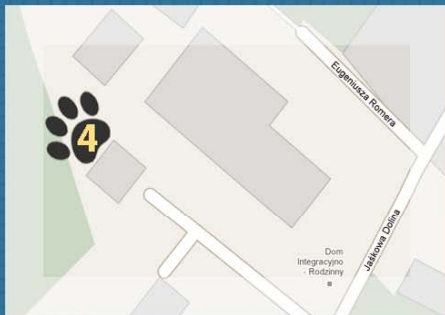 Eugeniusza Romera
4
Jaśkowa Dolina
Dom
Integracyjno
- Rodzinny